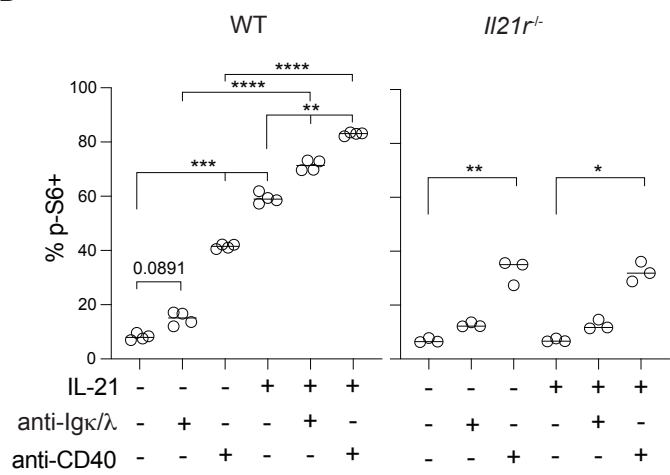 WT Il21r-/-
****
****
**
*** ** *
0.0891
% p-S6+
100
80
60
40
20
0
IL-21 - - - + + + - - - + + +
anti-Igκ/λ - + - - + - - + - - + -
anti-CD40 - - + - - + - - + - - +